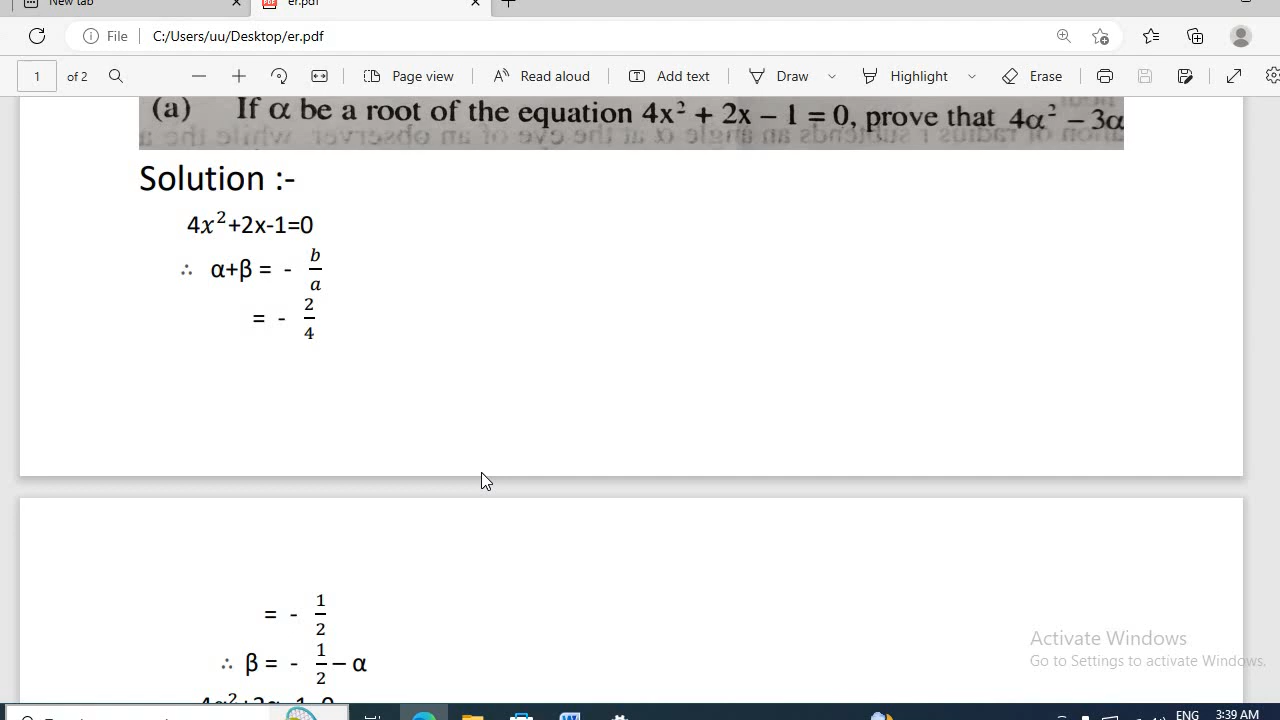 New tab
er.pdf
File C:/Users/uu/Desktop/er.pdf
1 of 2 Page view Read aloud Add text Draw Highlight Erase
(a) If α be a root of the equation 4x² + 2x – 1 = 0, prove that 4α² – 3α
Solution :-
4x²+2x-1=0
∴ α+β = - b/a
= - 2/4
= - 1/2
∴ β = - 1/2 – α
Activate Windows
Go to Settings to activate Windows.
ENG 3:39 AM